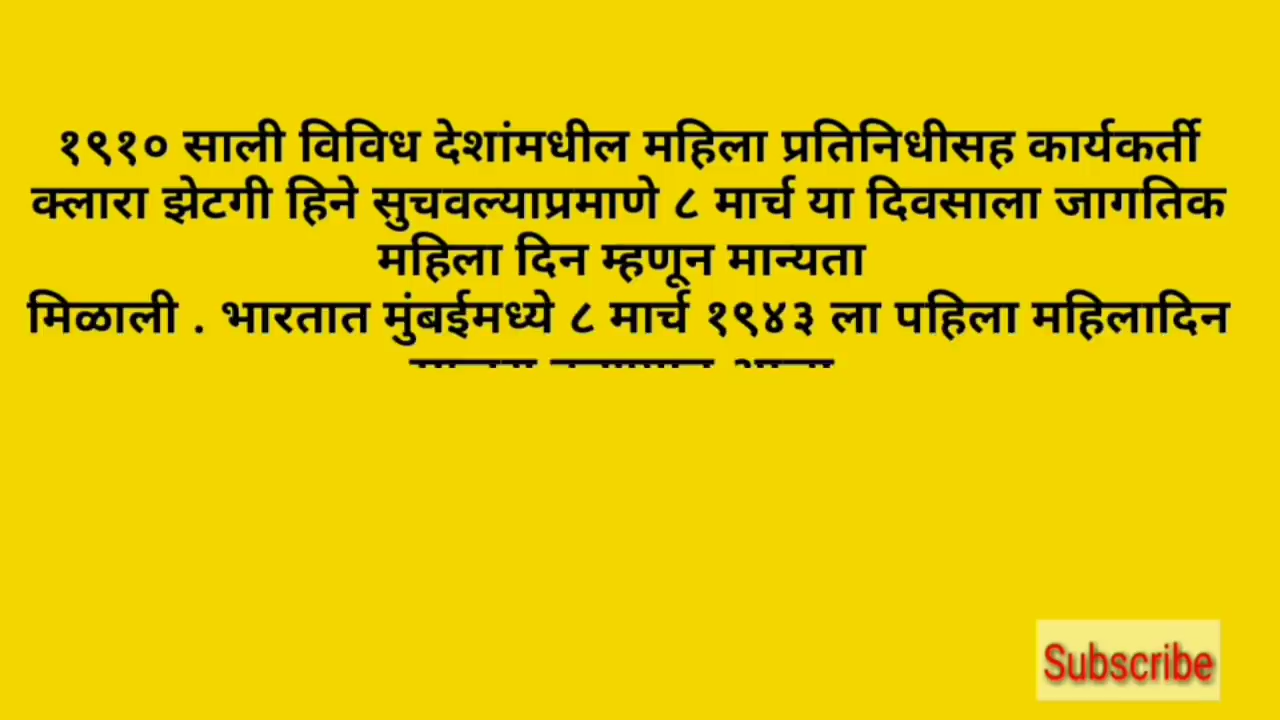 १९१० साली विविध देशांमधील महिला प्रतिनिधीसह कार्यकर्ती
क्लारा झेटगी हिने सुचवल्याप्रमाणे ८ मार्च या दिवसाला जागतिक
महिला दिन म्हणून मान्यता
मिळाली . भारतात मुंबईमध्ये ८ मार्च १९४३ ला पहिला महिलादिन
Subscribe